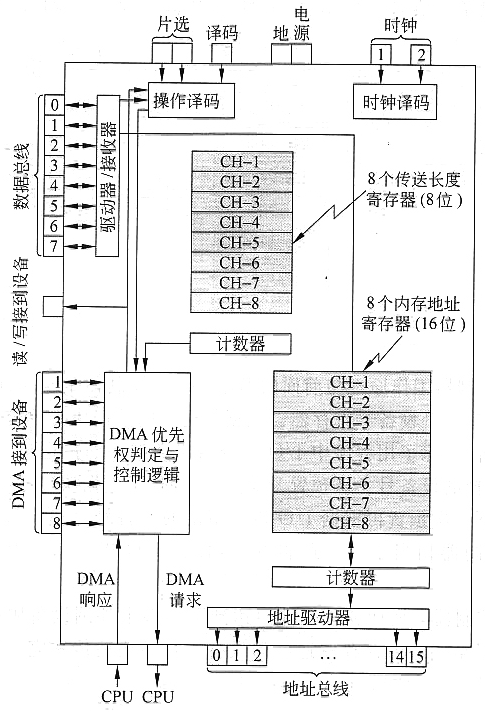 片选
译码
地
电源
时钟
1
2
操作译码
时钟译码
数据总线
0
1
2
3
4
5
6
7
驱动器/接收器
CH-1
CH-2
CH-3
CH-4
CH-5
CH-6
CH-7
CH-8
8个传送长度
寄存器(8位)
读/写接到设备
计数器
8个内存地址
寄存器(16位)
DMA接到设备
1
2
3
4
5
6
7
8
DMA优先
权判定与
控制逻辑
CH-1
CH-2
CH-3
CH-4
CH-5
CH-6
CH-7
CH-8
计数器
DMA
响应
DMA
请求
地址驱动器
0
1
2
…
14
15
CPU
CPU
地址总线